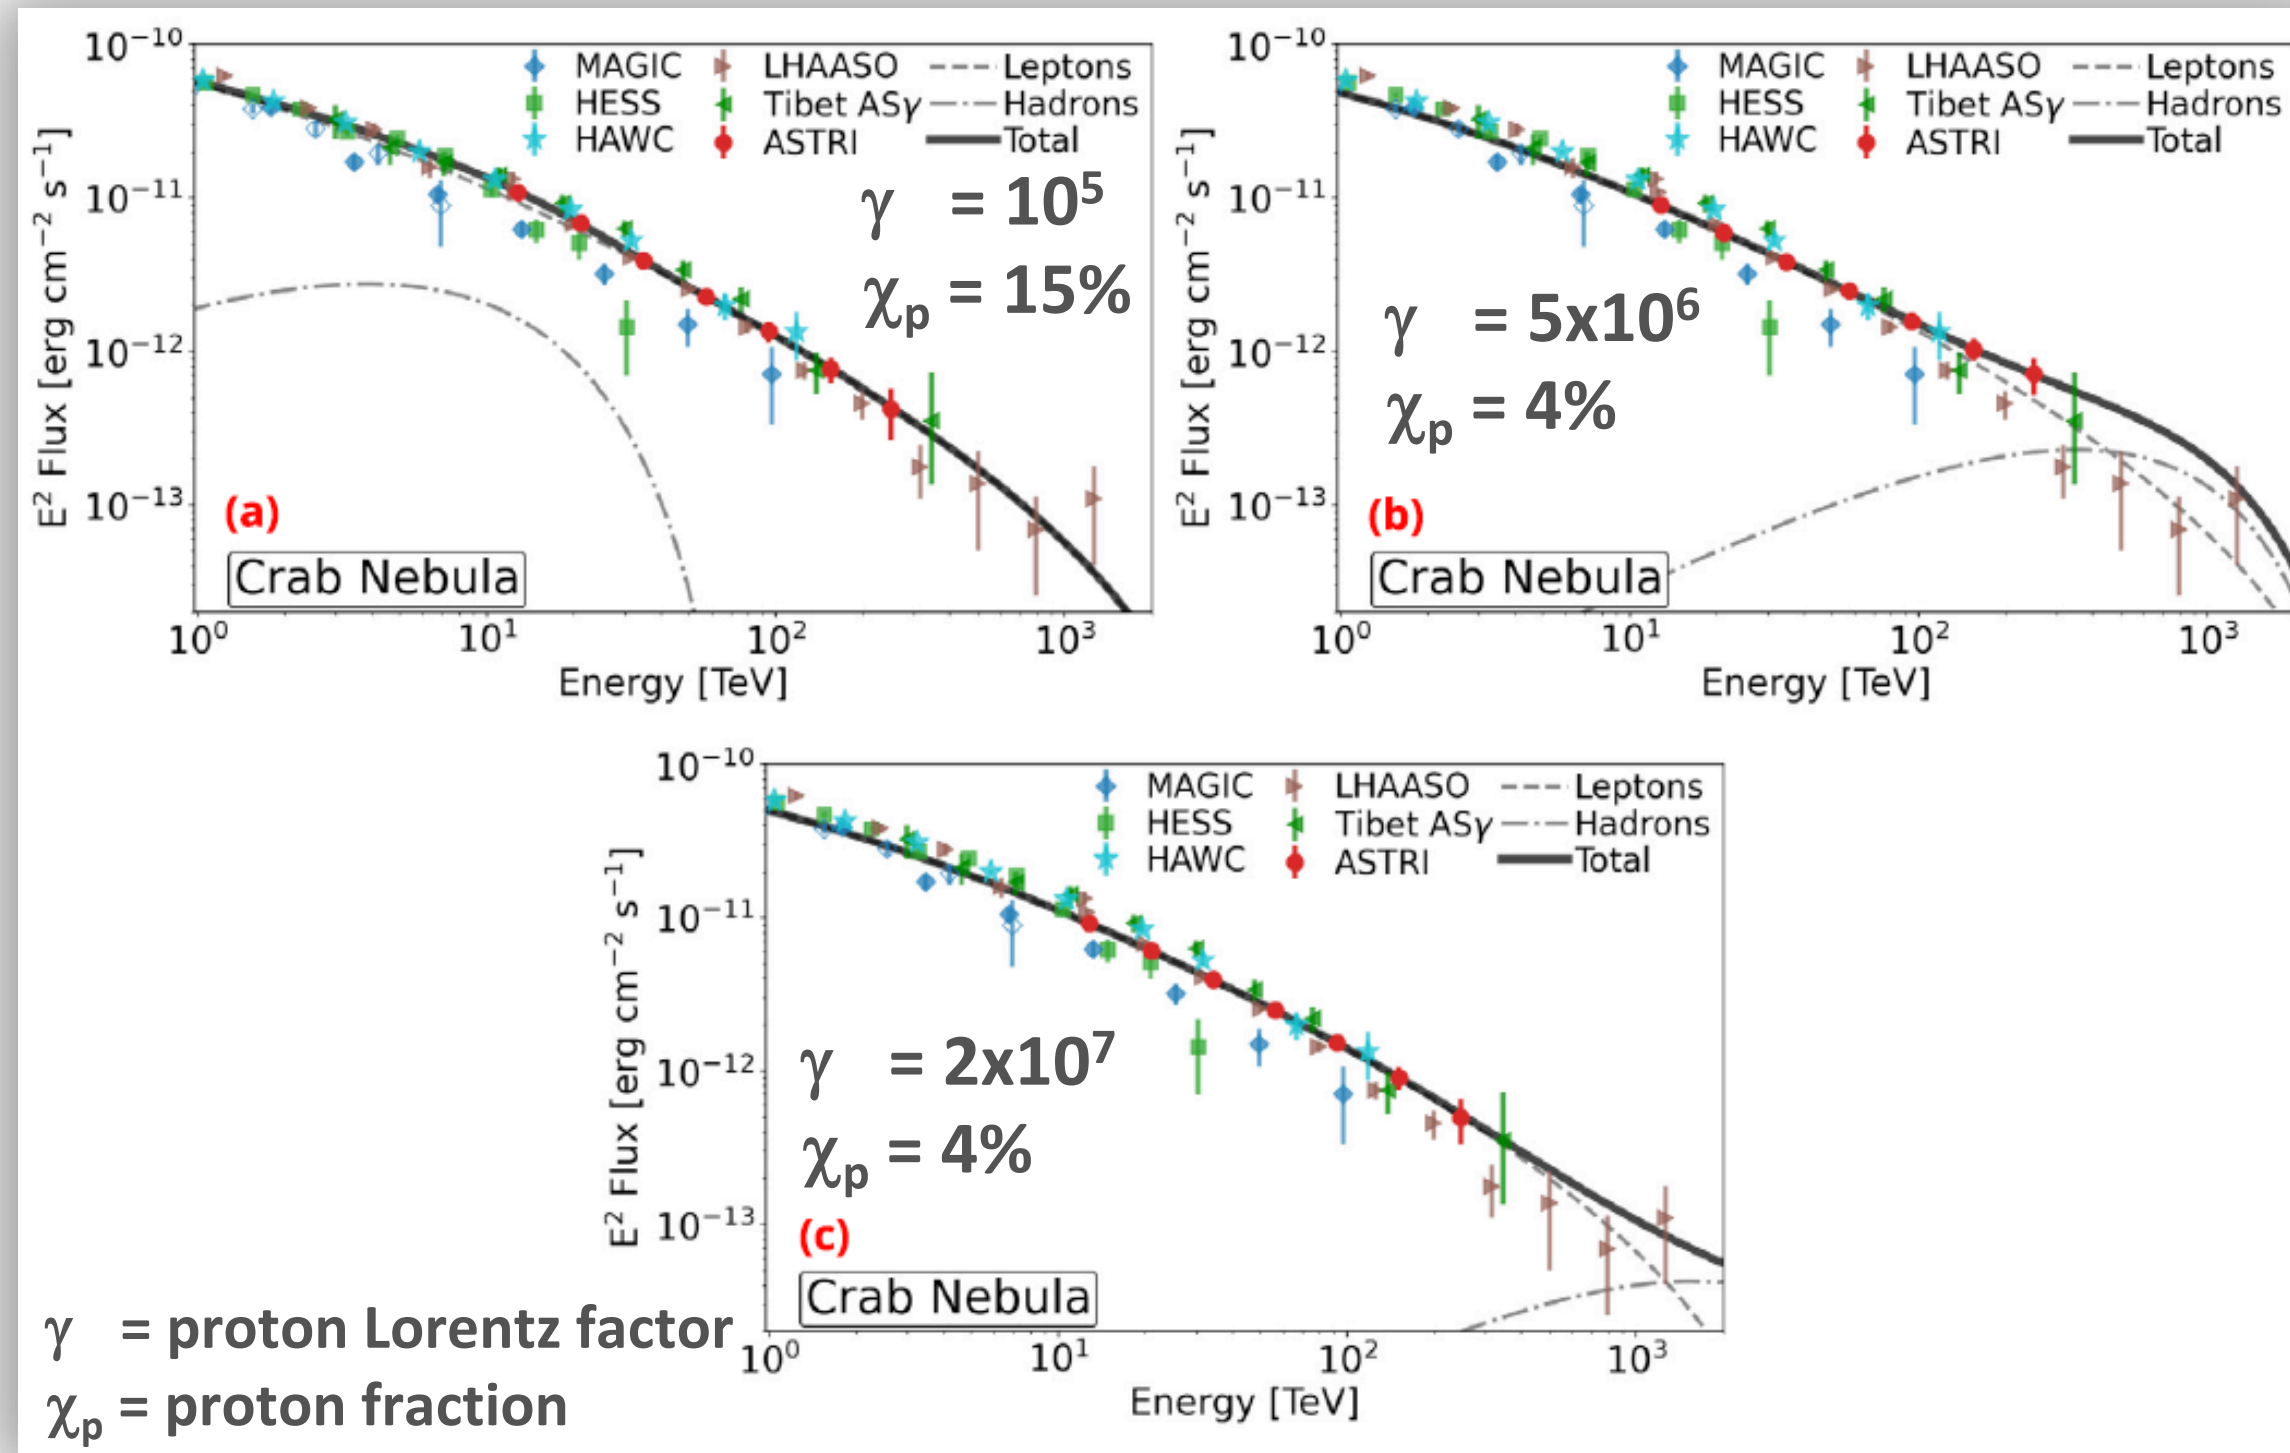 10⁻¹⁰
10⁻¹¹
10⁻¹²
10⁻¹³
E² Flux [erg cm⁻² s⁻¹]
MAGIC LHAASO Leptons
HESS Tibet ASγ Hadrons
HAWC ASTRI Total
γ = 10⁵
χₚ = 15%
(a)
Crab Nebula
10⁰ 10¹ 10² 10³
Energy [TeV]
10⁻¹⁰
10⁻¹¹
10⁻¹²
10⁻¹³
E² Flux [erg cm⁻² s⁻¹]
MAGIC LHAASO Leptons
HESS Tibet ASγ Hadrons
HAWC ASTRI Total
γ = 5x10⁶
χₚ = 4%
(b)
Crab Nebula
10⁰ 10¹ 10² 10³
Energy [TeV]
10⁻¹⁰
10⁻¹¹
10⁻¹²
10⁻¹³
E² Flux [erg cm⁻² s⁻¹]
MAGIC LHAASO Leptons
HESS Tibet ASγ Hadrons
HAWC ASTRI Total
γ = 2x10⁷
χₚ = 4%
(c)
Crab Nebula
10⁰ 10¹ 10² 10³
Energy [TeV]
γ = proton Lorentz factor
χₚ = proton fraction